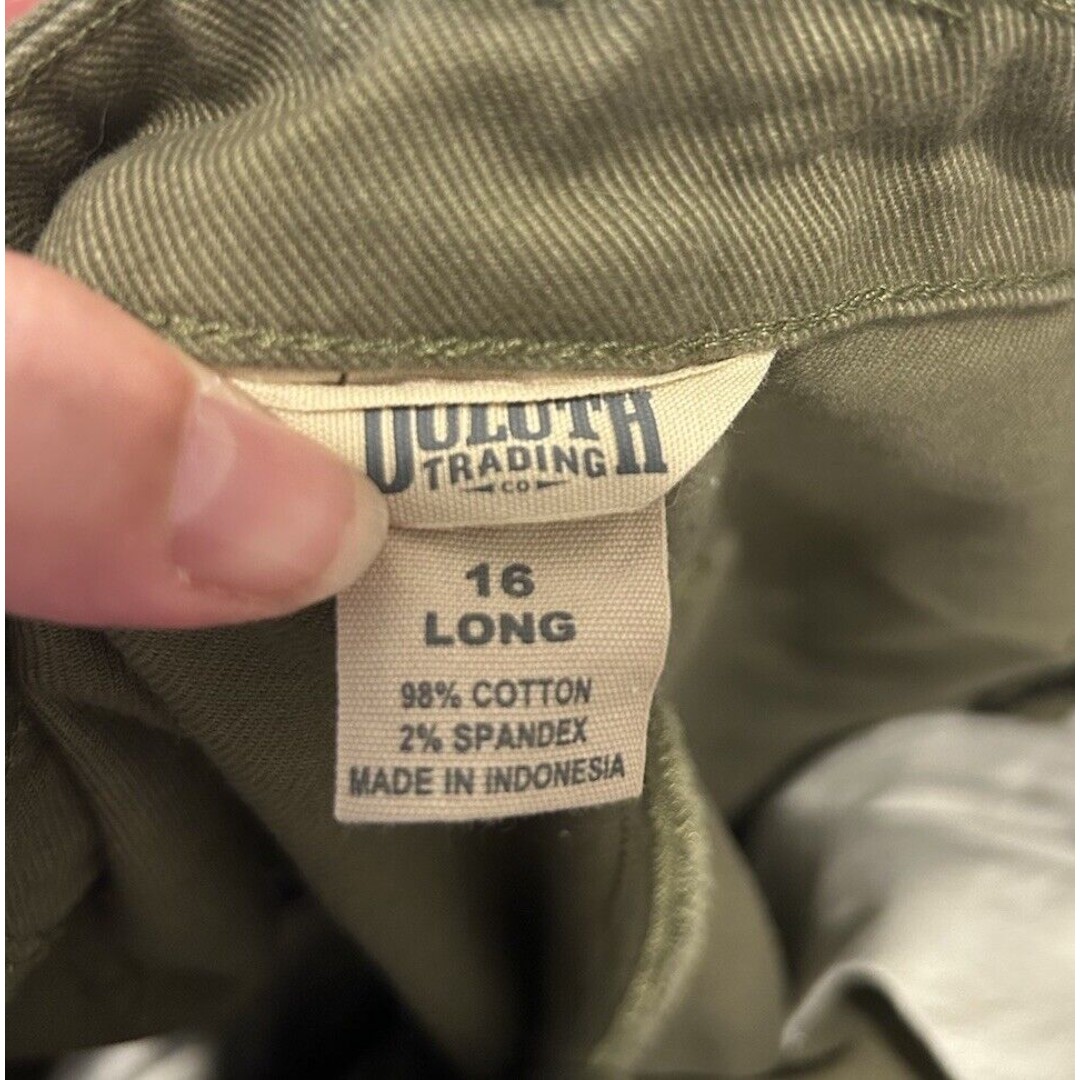 DULUTH
TRADING
CO
16
LONG
98% COTTON
2% SPANDEX
MADE IN INDONESIA